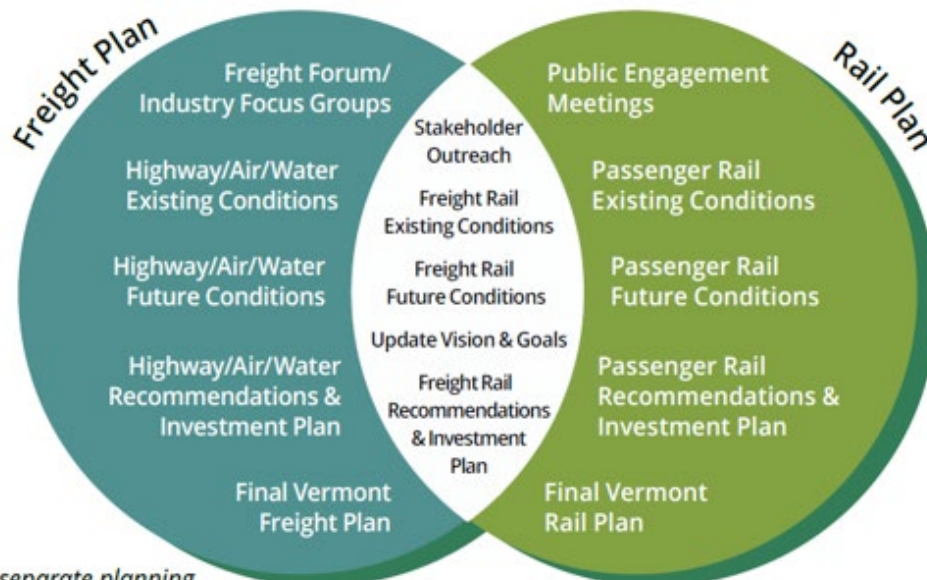 Freight Plan
Freight Forum/
Industry Focus Groups
Highway/Air/Water
Existing Conditions
Highway/Air/Water
Future Conditions
Highway/Air/Water
Recommendations &
Investment Plan
Final Vermont
Freight Plan
Stakeholder
Outreach
Freight Rail
Existing Conditions
Freight Rail
Future Conditions
Update Vision & Goals
Freight Rail
Recommendations
& Investment
Plan
Rail Plan
Public Engagement
Meetings
Passenger Rail
Existing Conditions
Passenger Rail
Future Conditions
Passenger Rail
Recommendations &
Investment Plan
Final Vermont
Rail Plan
separate planning